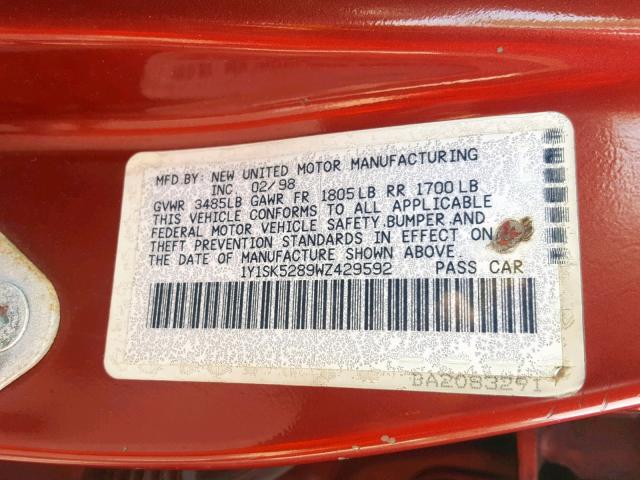 MFD BY: NEW UNITED MOTOR MANUFACTURING
INC 02/98
GVWR 3485LB GAWR FR 1805LB RR 1700LB
THIS VEHICLE CONFORMS TO ALL APPLICABLE
FEDERAL MOTOR VEHICLE SAFETY,BUMPER,AND
THEFT PREVENTION STANDARDS IN EFFECT ON
THE DATE OF MANUFACTURE SHOWN ABOVE.
1Y1SK5289WZ429592 PASS CAR
BA2083291